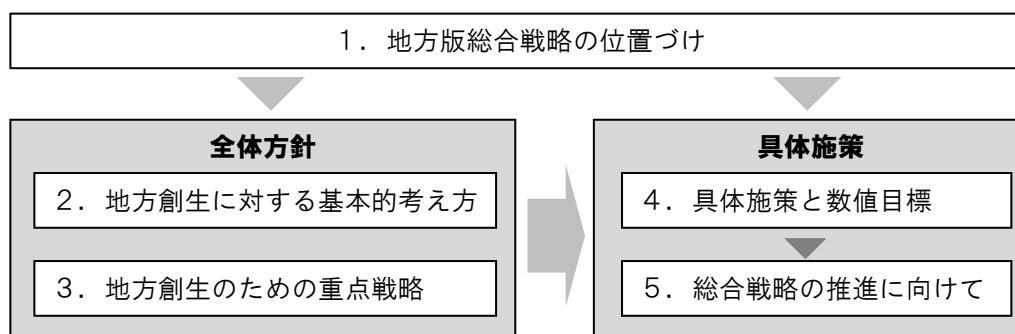 １．地方版総合戦略の位置づけ
全体方針
２．地方創生に対する基本的考え方
３．地方創生のための重点戦略
具体施策
４．具体施策と数値目標
５．総合戦略の推進に向けて